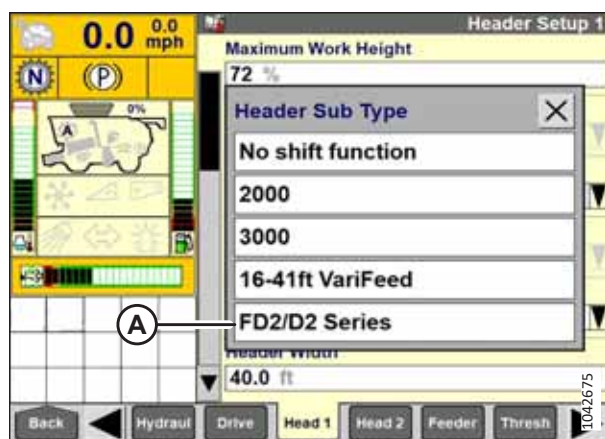 0.0 0.0 mph
Header Setup 1
N (P)
Maximum Work Height
72 %
0%
A
Header Sub Type
No shift function
2000
3000
16-41ft VariFeed
A
FD2/D2 Series
Header Width
40.0 ft
Back Hydraul Drive Head 1 Head 2 Feeder Thresh
1042675